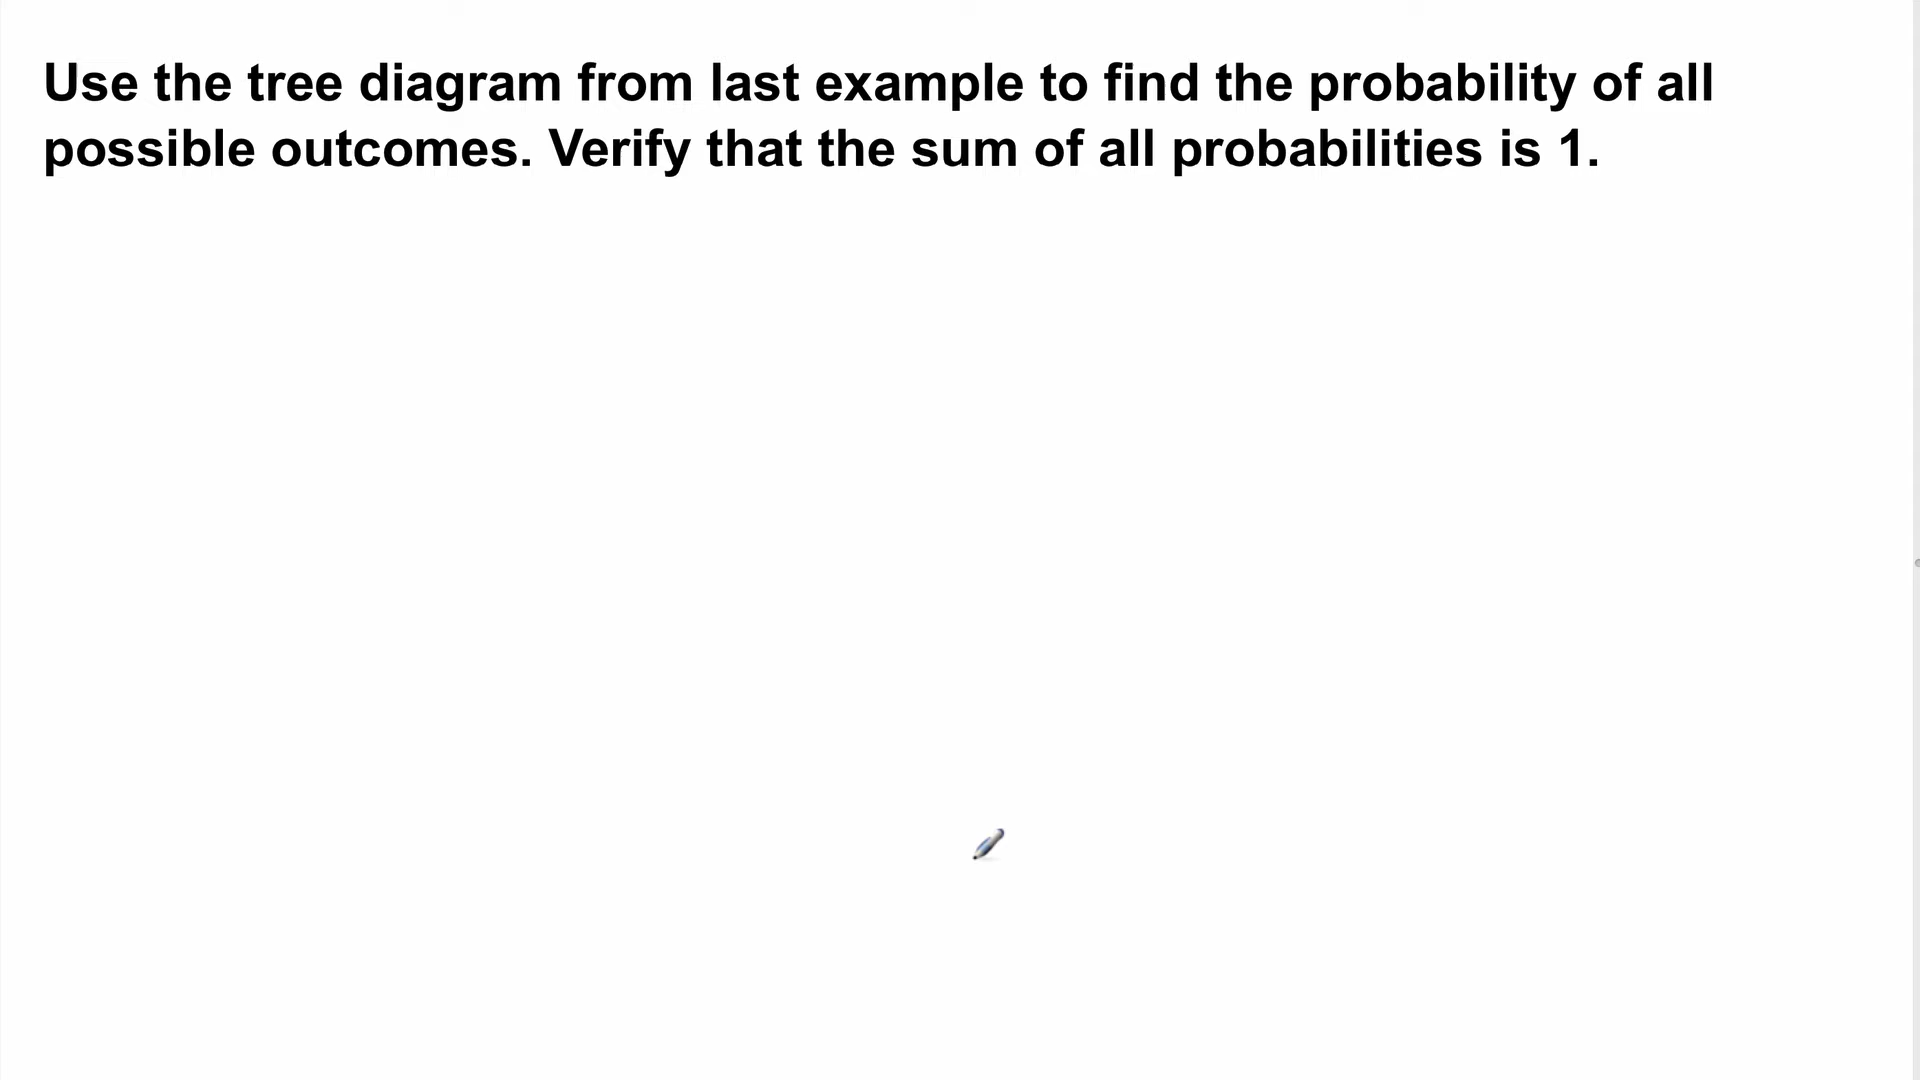 Use the tree diagram from last example to find the probability of all
possible outcomes. Verify that the sum of all probabilities is 1.